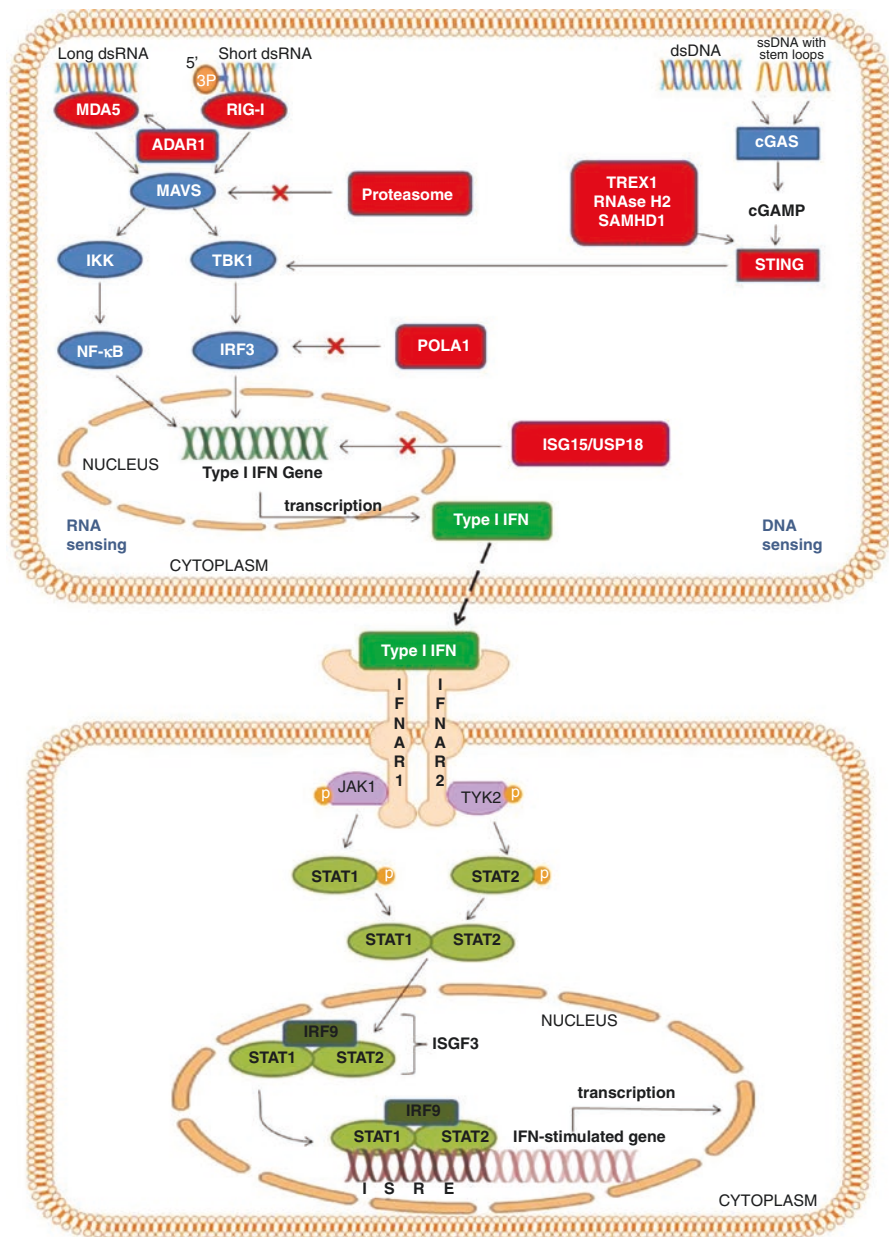 Long dsRNA
5'
3P
Short dsRNA
MDA5
RIG-I
ADAR1
MAVS
Proteasome
IKK
TBK1
NF-κB
IRF3
POLA1
dsDNA
ssDNA with
stem loops
cGAS
cGAMP
TREX1
RNAse H2
SAMHD1
STING
NUCLEUS
Type I IFN Gene
ISG15/USP18
transcription
Type I IFN
RNA
sensing
DNA
sensing
CYTOPLASM
Type I IFN
IFNAR1
IFNAR2
p
JAK1
TYK2
p
STAT1
p
STAT2
p
STAT1
STAT2
NUCLEUS
IRF9
STAT1
STAT2
ISGF3
transcription
IRF9
STAT1
STAT2
IFN-stimulated gene
I S R E
CYTOPLASM